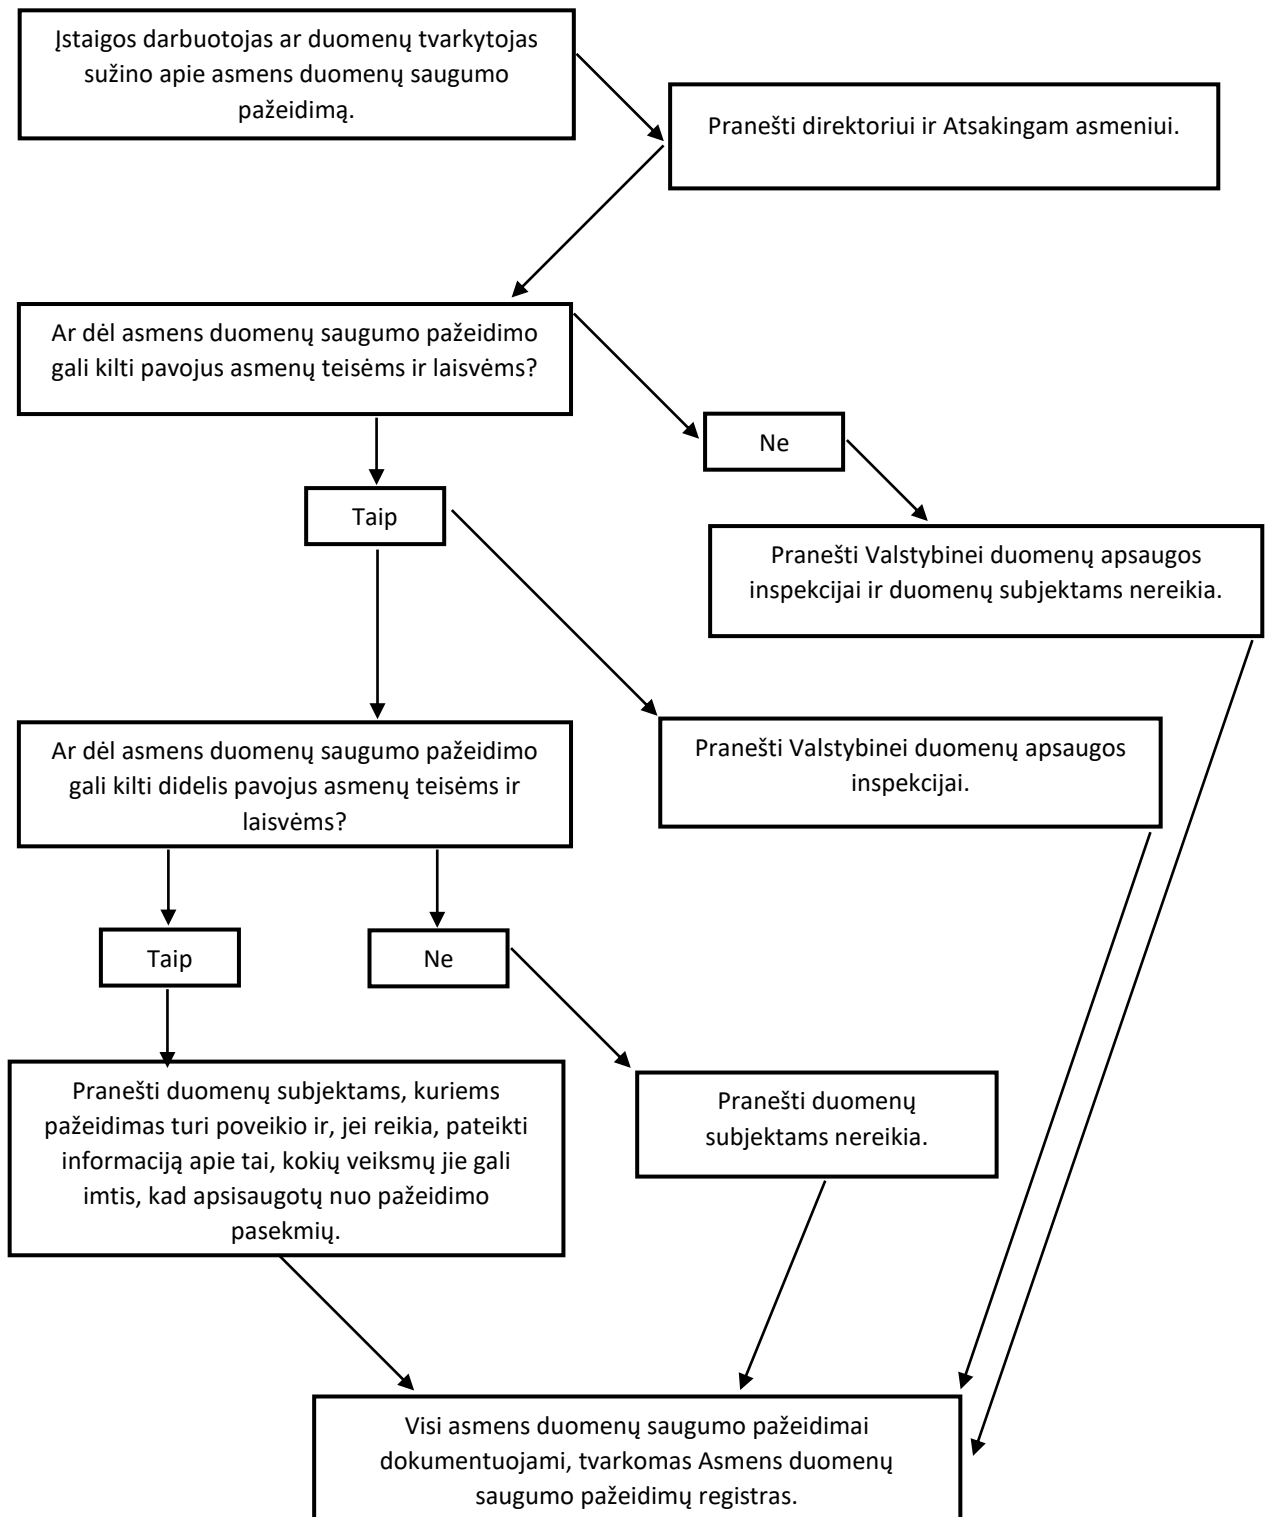 Įstaigos darbuotojas ar duomenų tvarkytojas
sužino apie asmens duomenų saugumo
pažeidimą.
Pranešti direktoriui ir Atsakingam asmeniui.
Ar dėl asmens duomenų saugumo pažeidimo
gali kilti pavojus asmenų teisėms ir laisvėms?
Ne
Taip
Pranešti Valstybinei duomenų apsaugos
inspekcijai ir duomenų subjektams nereikia.
Pranešti Valstybinei duomenų apsaugos
inspekcijai.
Ar dėl asmens duomenų saugumo pažeidimo
gali kilti didelis pavojus asmenų teisėms ir
laisvėms?
Taip
Ne
Pranešti duomenų subjektams, kuriems
pažeidimas turi poveikio ir, jei reikia, pateikti
informaciją apie tai, kokių veiksmų jie gali
imtis, kad apsisaugotų nuo pažeidimo
pasekmių.
Pranešti duomenų
subjektams nereikia.
Visi asmens duomenų saugumo pažeidimai
dokumentuojami, tvarkomas Asmens duomenų
saugumo pažeidimų registras.